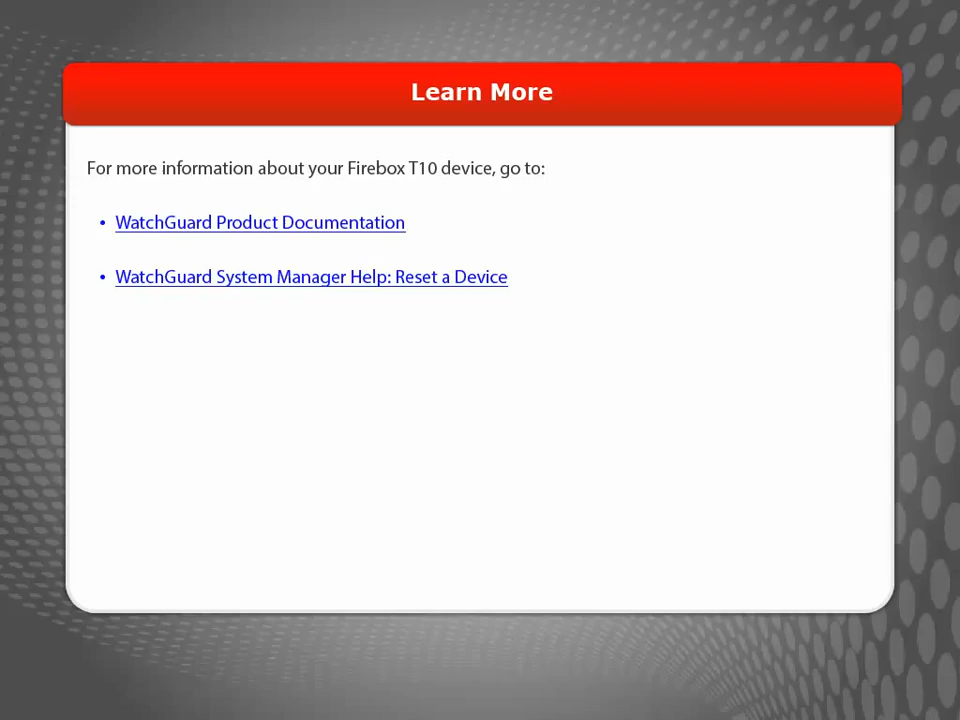 Learn More
For more information about your Firebox T10 device, go to:
• WatchGuard Product Documentation
• WatchGuard System Manager Help: Reset a Device